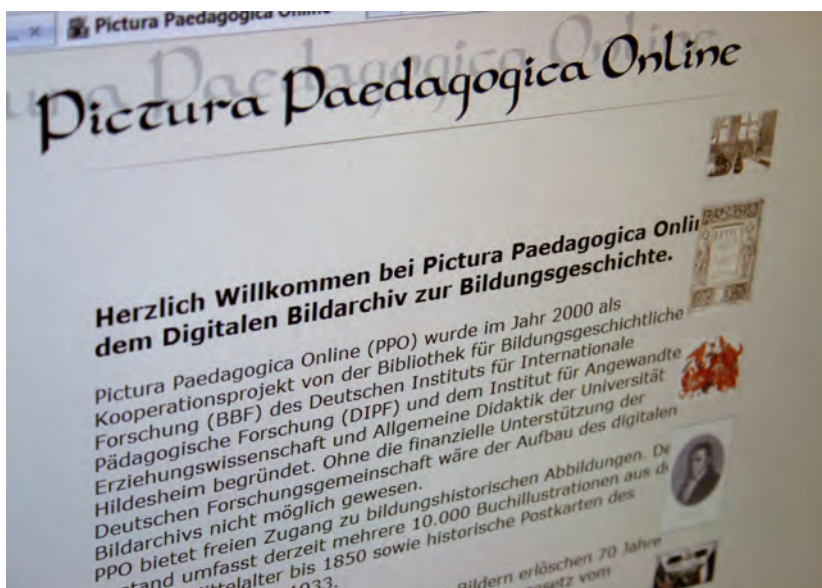 Pictura Paedagogica Online
Pictura Paedagogica Online
Herzlich Willkommen bei Pictura Paedagogica
dem Digitalen Bildarchiv zur Bildungsgeschichte.
Pictura Paedagogica Online (PPO) wurde im Jahr 2000 als
Kooperationsprojekt von der Bibliothek für Bildungsgeschichtliche
Forschung (BBF) des Deutschen Instituts für Internationale
Pädagogische Forschung (DIPF) und dem Institut für Angewandte
Erziehungswissenschaft und Allgemeine Didaktik der Universität
Hildesheim begründet. Ohne die finanzielle Unterstützung der
Deutschen Forschungsgemeinschaft wäre der Aufbau des digitalen
Bildarchivs nicht möglich gewesen.
PPO bietet freien Zugang zu bildungshistorischen Abbildungen.
umfasst derzeit mehrere 10.000 Buchillustrationen aus
bis 1850 sowie historische Postkarten des
1933.
Bildern erlöschen 70 Jahre
vom